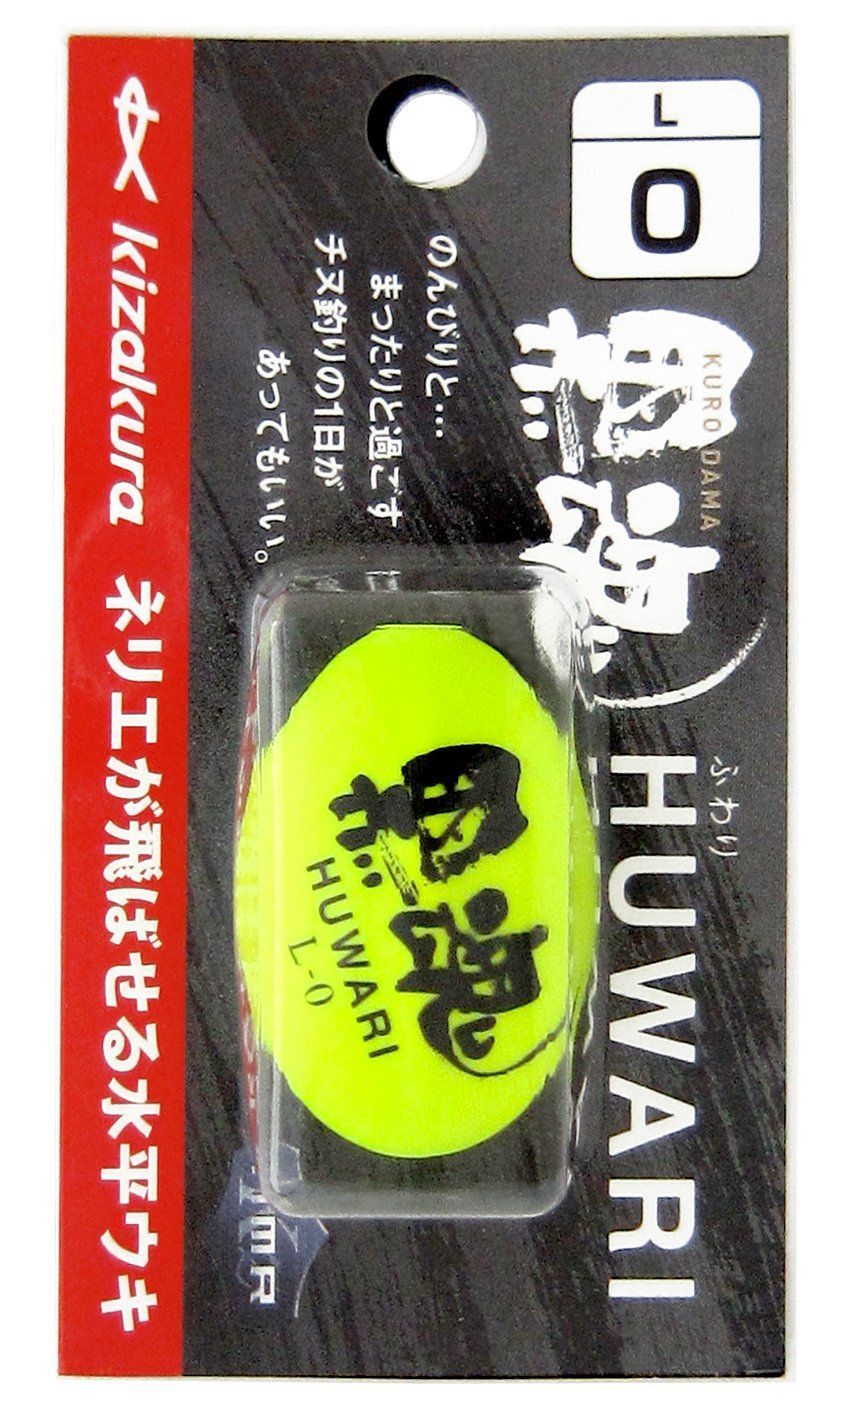 L
0
KURO DAMA
黒魂
ふわり
HUWARI
のんびりと…
まったりと過ごす
チヌ釣りの1日が
あってもいい。
黒魂
HUWARI
L-0
kizakura ネリエが飛ばせる水平ウキ